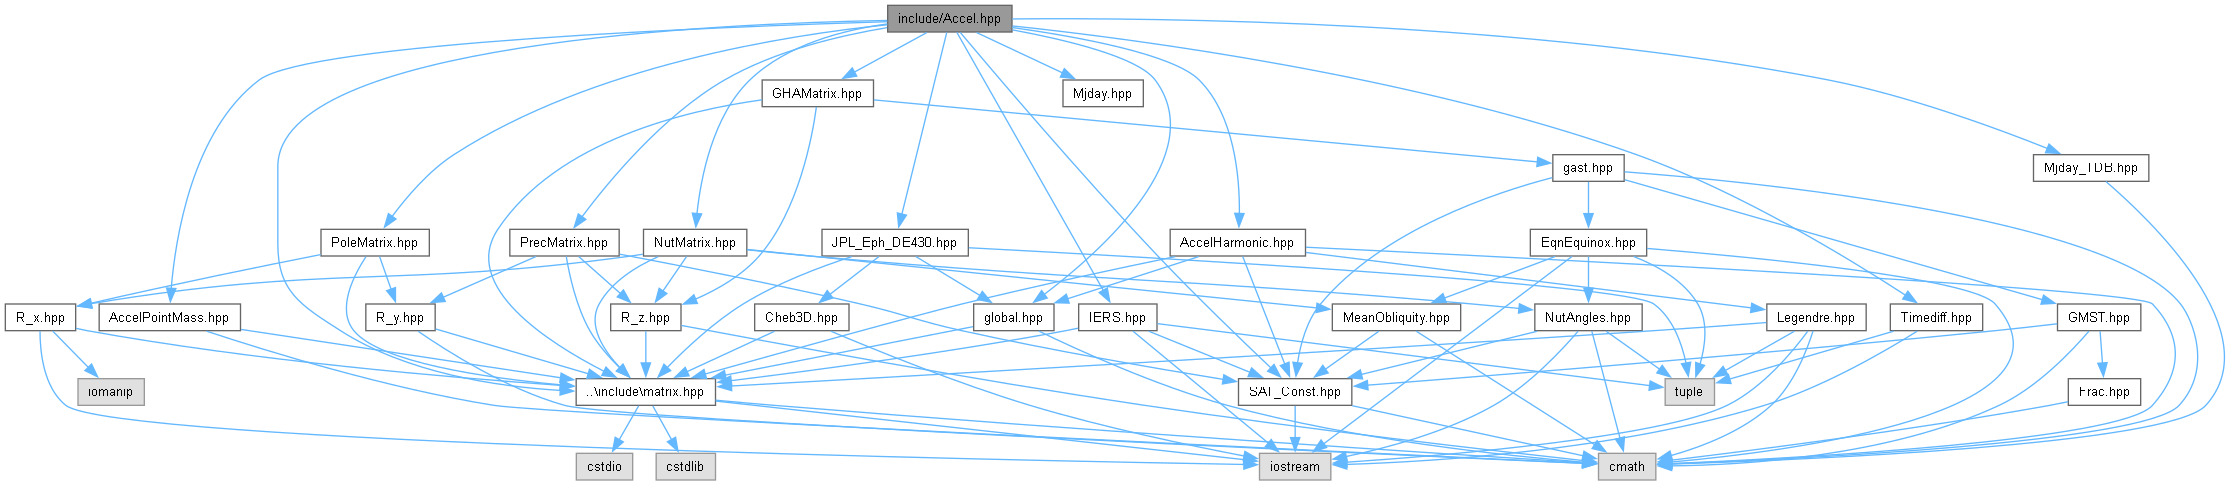 include/Accel.hpp
GHAMatrix.hpp
Mjday.hpp
gast.hpp
Mjday_TDB.hpp
PoleMatrix.hpp
PrecMatrix.hpp
NutMatrix.hpp
JPL_Eph_DE430.hpp
AccelHarmonic.hpp
EqnEquinox.hpp
R_x.hpp
AccelPointMass.hpp
R_y.hpp
R_z.hpp
Cheb3D.hpp
global.hpp
IERS.hpp
MeanObliquity.hpp
NutAngles.hpp
Legendre.hpp
Timediff.hpp
GMST.hpp
iomanip
..\include\matrix.hpp
SAT_Const.hpp
tuple
Frac.hpp
cstdio
cstdlib
iostream
cmath